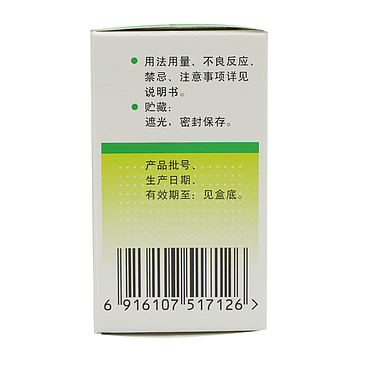 ● 用法用量、不良反应、
禁忌、注意事项详见
说明书。
● 贮藏:
遮光，密封保存。
产品批号、
生产日期、
有效期至：见盒底。
6 916107 517126 >